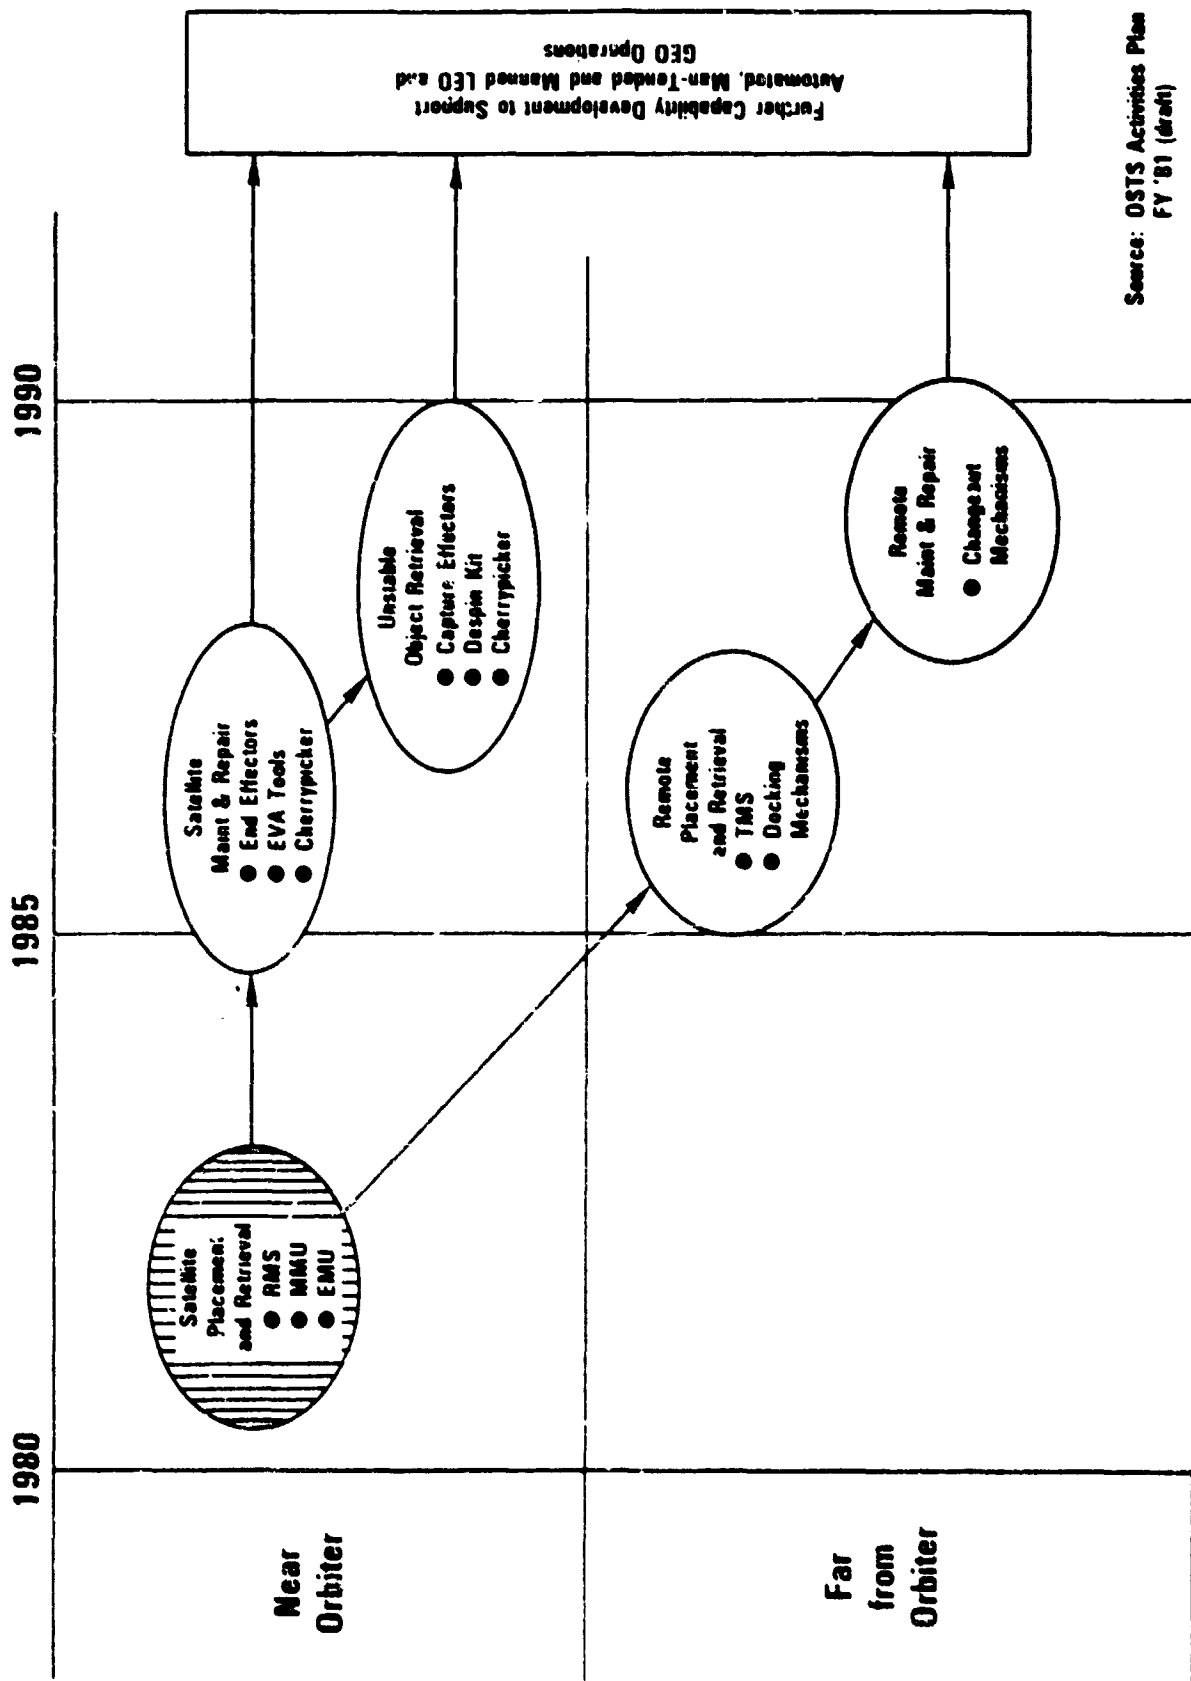 1980
1985
1990
Near
Orbiter
Satellite
Placement
and Retrieval
● RMS
● MMU
● EMU
Satellite
Maint & Repair
● End Effectors
● EVA Tools
● Cherrypicker
Unstable
Object Retrieval
● Capture Effectors
● Despin Kit
● Cherrypicker
Far
from
Orbiter
Remote
Placement
and Retrieval
● TMS
● Docking
Mechanisms
Remote
Maint & Repair
● Changeout
Mechanisms
Further Capability Development to Support
Automated, Man-Tended and Manned LEO and
GEO Operations
Source: OSTS Activities Plan
FY '81 (draft)